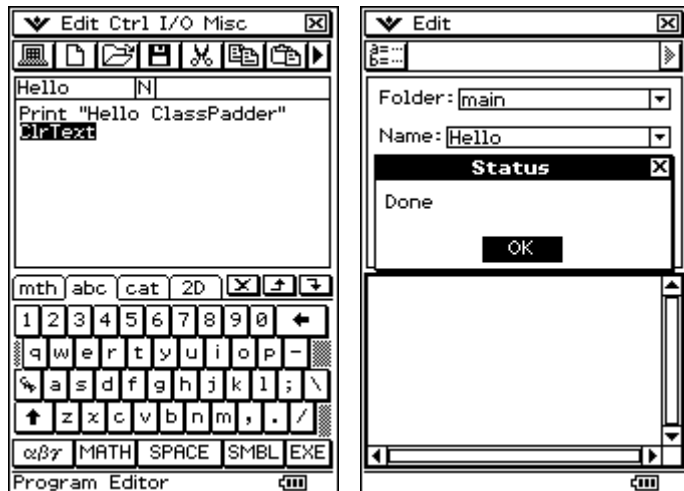 Edit Ctrl I/O Misc
Hello N
Print "Hello ClassPadder"
ClrText
mth abc cat 2D
1 2 3 4 5 6 7 8 9 0
q w e r t y u i o p -
a s d f g h j k l ; \
z x c v b n m , . /
αβγ MATH SPACE SMBL EXE
Program Editor
Edit
Folder: main
Name: Hello
Status
Done
OK